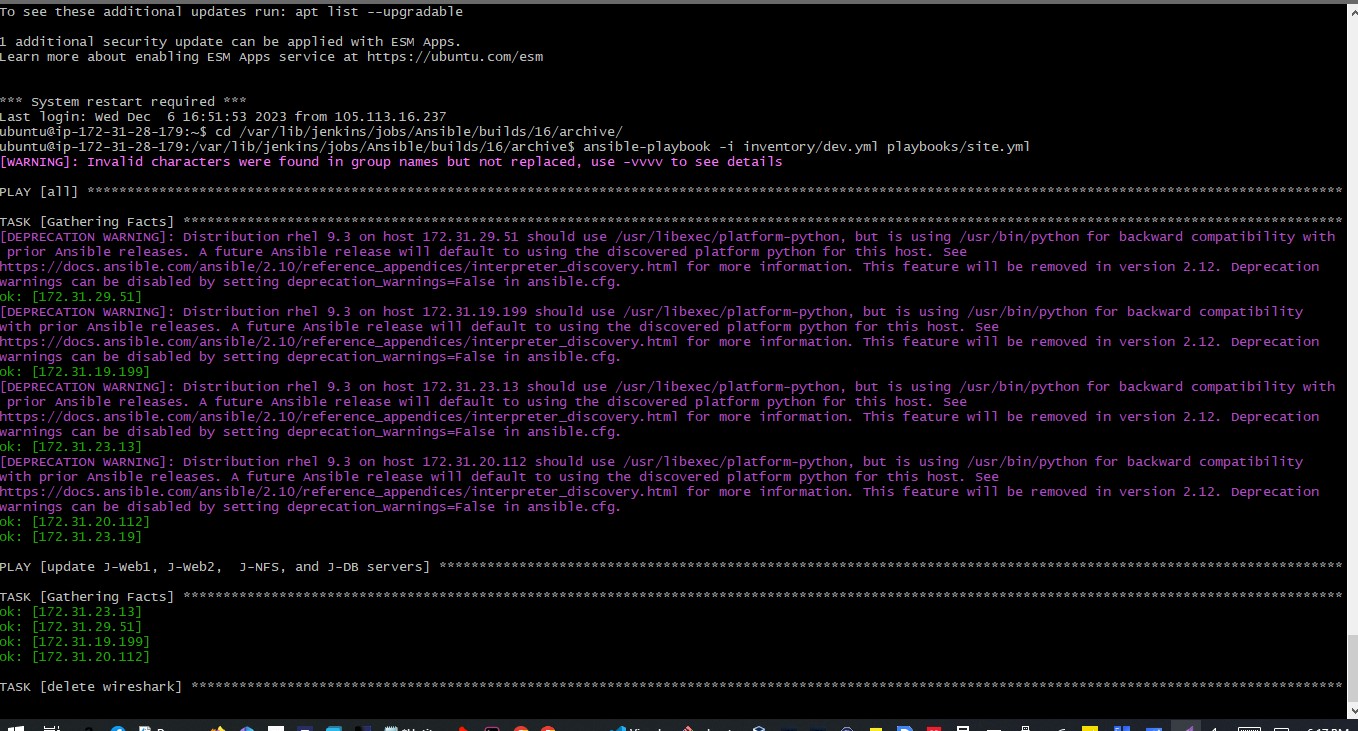 To see these additional updates run: apt list --upgradable
1 additional security update can be applied with ESM Apps.
Learn more about enabling ESM Apps service at https://ubuntu.com/esm
*** System restart required ***
Last login: Wed Dec  6 16:51:53 2023 from 105.113.16.237
ubuntu@ip-172-31-28-179:~$ cd /var/lib/jenkins/jobs/Ansible/builds/16/archive/
ubuntu@ip-172-31-28-179:/var/lib/jenkins/jobs/Ansible/builds/16/archive$ ansible-playbook -i inventory/dev.yml playbooks/site.yml
[WARNING]: Invalid characters were found in group names but not replaced, use -vvvv to see details
PLAY [all] *****************************************************************************************************************************************************
TASK [Gathering Facts] *****************************************************************************************************************************************
[DEPRECATION WARNING]: Distribution rhel 9.3 on host 172.31.29.51 should use /usr/libexec/platform-python, but is using /usr/bin/python for backward compatibility with
prior Ansible releases. A future Ansible release will default to using the discovered platform python for this host. See
https://docs.ansible.com/ansible/2.10/reference_appendices/interpreter_discovery.html for more information. This feature will be removed in version 2.12. Deprecation
warnings can be disabled by setting deprecation_warnings=False in ansible.cfg.
ok: [172.31.29.51]
[DEPRECATION WARNING]: Distribution rhel 9.3 on host 172.31.19.199 should use /usr/libexec/platform-python, but is using /usr/bin/python for backward compatibility
with prior Ansible releases. A future Ansible release will default to using the discovered platform python for this host. See
https://docs.ansible.com/ansible/2.10/reference_appendices/interpreter_discovery.html for more information. This feature will be removed in version 2.12. Deprecation
warnings can be disabled by setting deprecation_warnings=False in ansible.cfg.
ok: [172.31.19.199]
[DEPRECATION WARNING]: Distribution rhel 9.3 on host 172.31.23.13 should use /usr/libexec/platform-python, but is using /usr/bin/python for backward compatibility with
prior Ansible releases. A future Ansible release will default to using the discovered platform python for this host. See
https://docs.ansible.com/ansible/2.10/reference_appendices/interpreter_discovery.html for more information. This feature will be removed in version 2.12. Deprecation
warnings can be disabled by setting deprecation_warnings=False in ansible.cfg.
ok: [172.31.23.13]
[DEPRECATION WARNING]: Distribution rhel 9.3 on host 172.31.20.112 should use /usr/libexec/platform-python, but is using /usr/bin/python for backward compatibility
with prior Ansible releases. A future Ansible release will default to using the discovered platform python for this host. See
https://docs.ansible.com/ansible/2.10/reference_appendices/interpreter_discovery.html for more information. This feature will be removed in version 2.12. Deprecation
warnings can be disabled by setting deprecation_warnings=False in ansible.cfg.
ok: [172.31.20.112]
ok: [172.31.23.19]
PLAY [update J-Web1, J-Web2,  J-NFS, and J-DB servers] *****************************************************************************************************************
TASK [Gathering Facts] *****************************************************************************************************************************************
ok: [172.31.23.13]
ok: [172.31.29.51]
ok: [172.31.19.199]
ok: [172.31.20.112]
TASK [delete wireshark] ****************************************************************************************************************************************